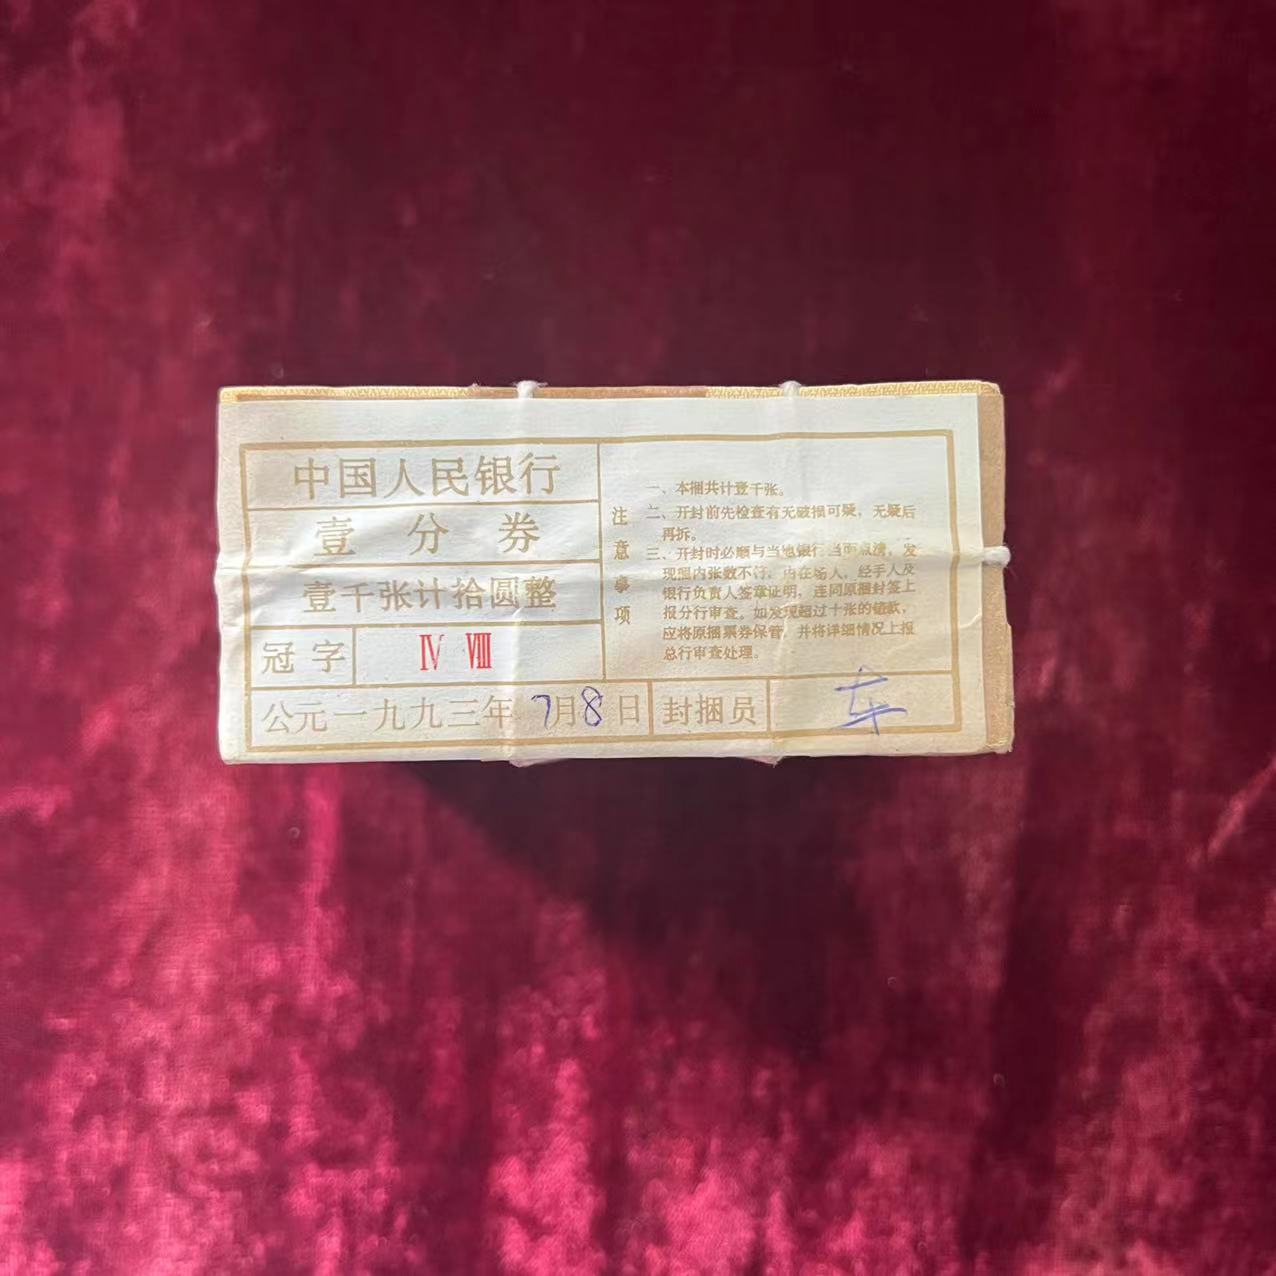 中国人民银行
壹分券
壹千张计拾圆整
冠字 Ⅳ Ⅷ
公元一九九三年7月8日 封捆员
注意事项
一、本捆共计壹千张。
二、开封前先检查有无破损可疑，无疑后
再拆。
三、开封时必顺与当地银行当面点清，发
现捆内张数不讦，由在场人，经手人及
银行负责人签章证明，连同原捆封签上
报分行审查。如发现超过十张的错款，
应将原捆票券保管，并将详细情况上报
总行审查处理。